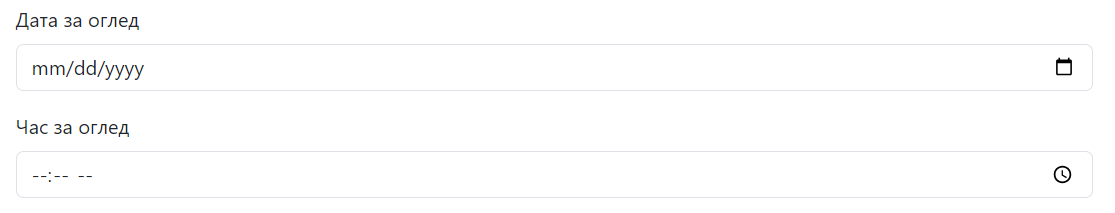 Дата за оглед
mm/dd/yyyy
Час за оглед
--:-- --